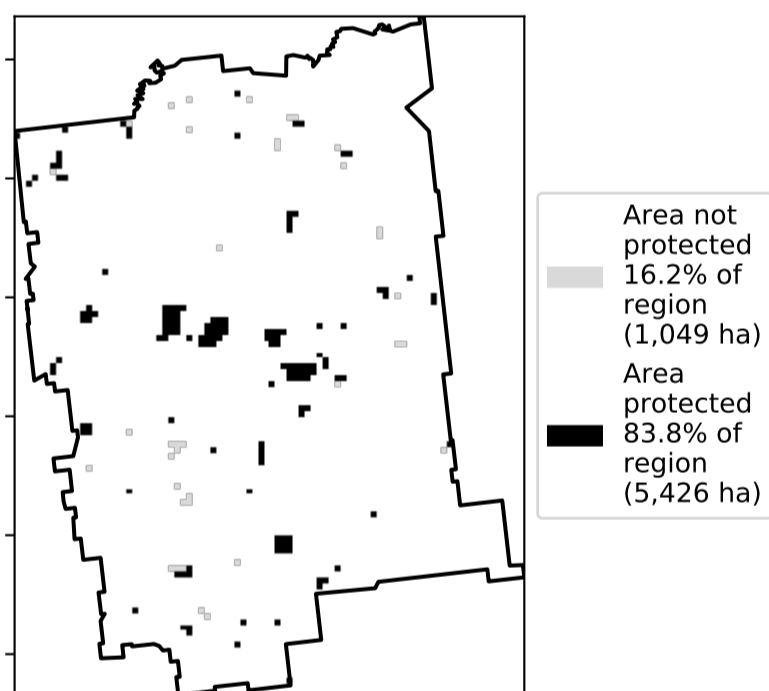 Area not
protected
16.2% of
region
(1,049 ha)
Area
protected
83.8% of
region
(5,426 ha)